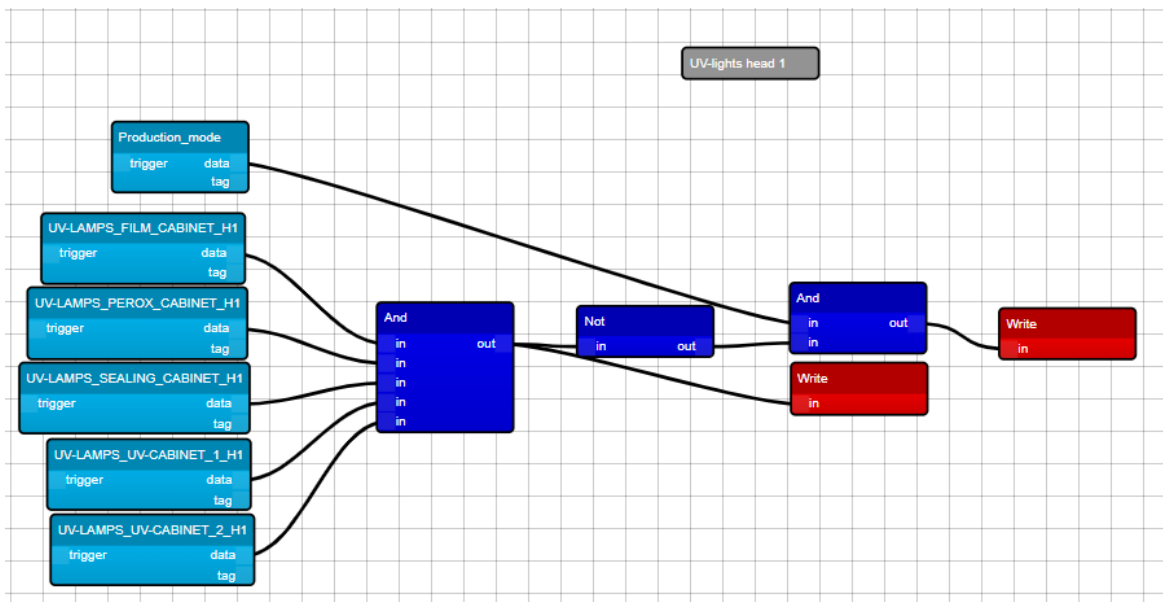 UV-lights head 1
Production_mode
trigger data
tag
UV-LAMPS_FILM_CABINET_H1
trigger data
tag
UV-LAMPS_PEROX_CABINET_H1
trigger data
tag
UV-LAMPS_SEALING_CABINET_H1
trigger data
tag
UV-LAMPS_UV-CABINET_1_H1
trigger data
tag
UV-LAMPS_UV-CABINET_2_H1
trigger data
tag
And
in out
in
in
in
in
Not
in out
And
in out
in
Write
in
Write
in